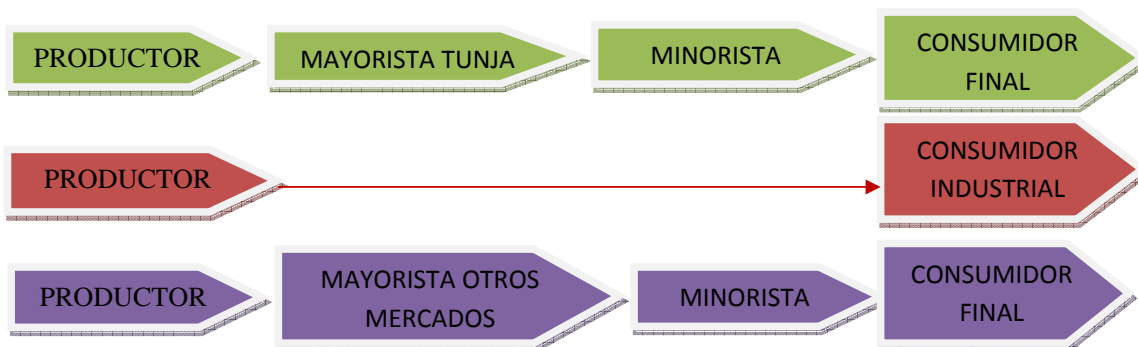 PRODUCTOR
MAYORISTA TUNJA
MINORISTA
CONSUMIDOR
FINAL
PRODUCTOR
CONSUMIDOR
INDUSTRIAL
PRODUCTOR
MAYORISTA OTROS
MERCADOS
MINORISTA
CONSUMIDOR
FINAL